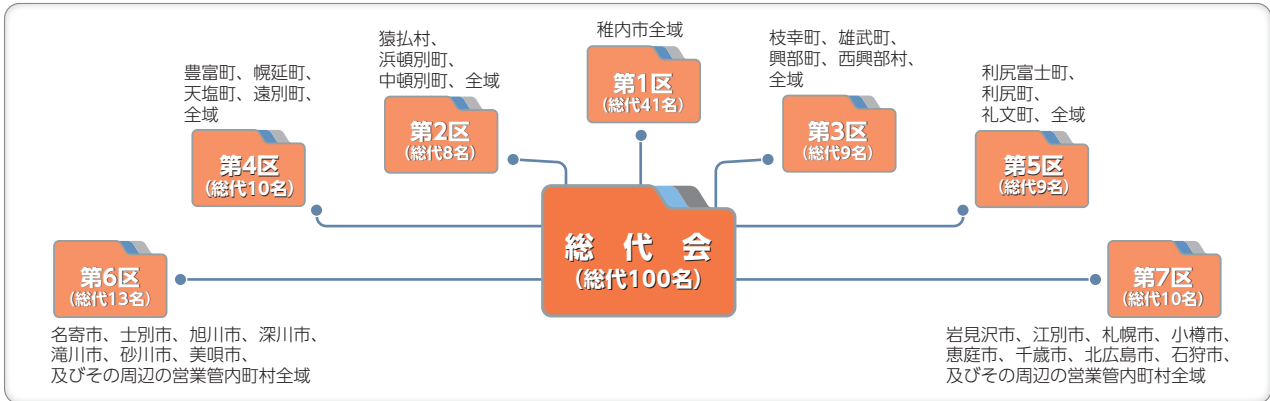 稚内市全域
第1区
(総代41名)
猿払村、
浜頓別町、
中頓別町、全域
第2区
(総代8名)
枝幸町、雄武町、
興部町、西興部村、
全域
第3区
(総代9名)
豊富町、幌延町、
天塩町、遠別町、
全域
第4区
(総代10名)
利尻富士町、
利尻町、
礼文町、全域
第5区
(総代9名)
総代会
(総代100名)
第6区
(総代13名)
名寄市、士別市、旭川市、深川市、
滝川市、砂川市、美唄市、
及びその周辺の営業管内町村全域
第7区
(総代10名)
岩見沢市、江別市、札幌市、小樽市、
恵庭市、千歳市、北広島市、石狩市、
及びその周辺の営業管内町村全域